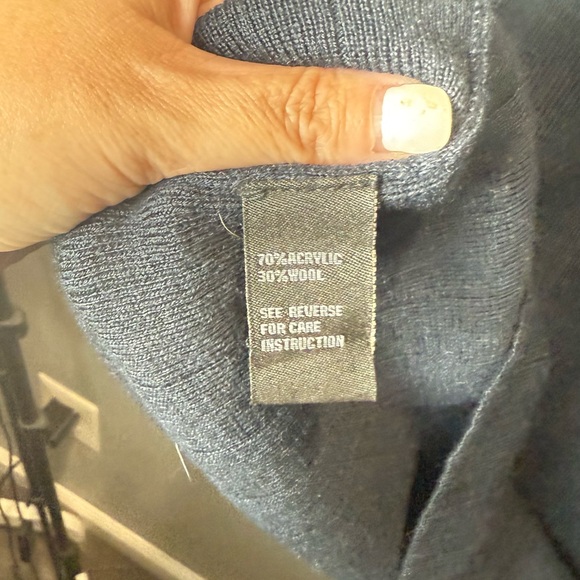 70%ACRYLIC
30%WOOL
SEE REVERSE
FOR CARE
INSTRUCTION